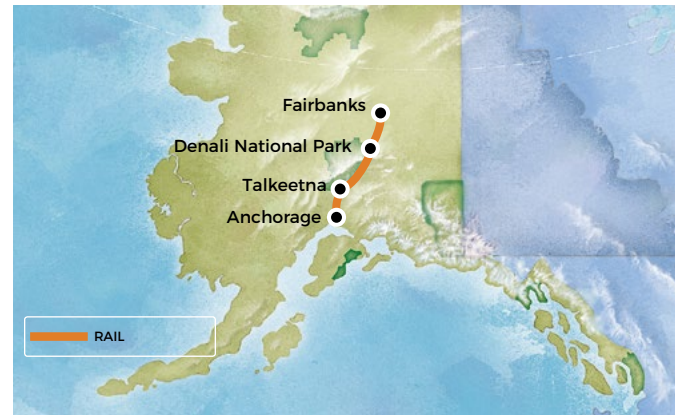 Fairbanks
Denali National Park
Talkeetna
Anchorage
RAIL